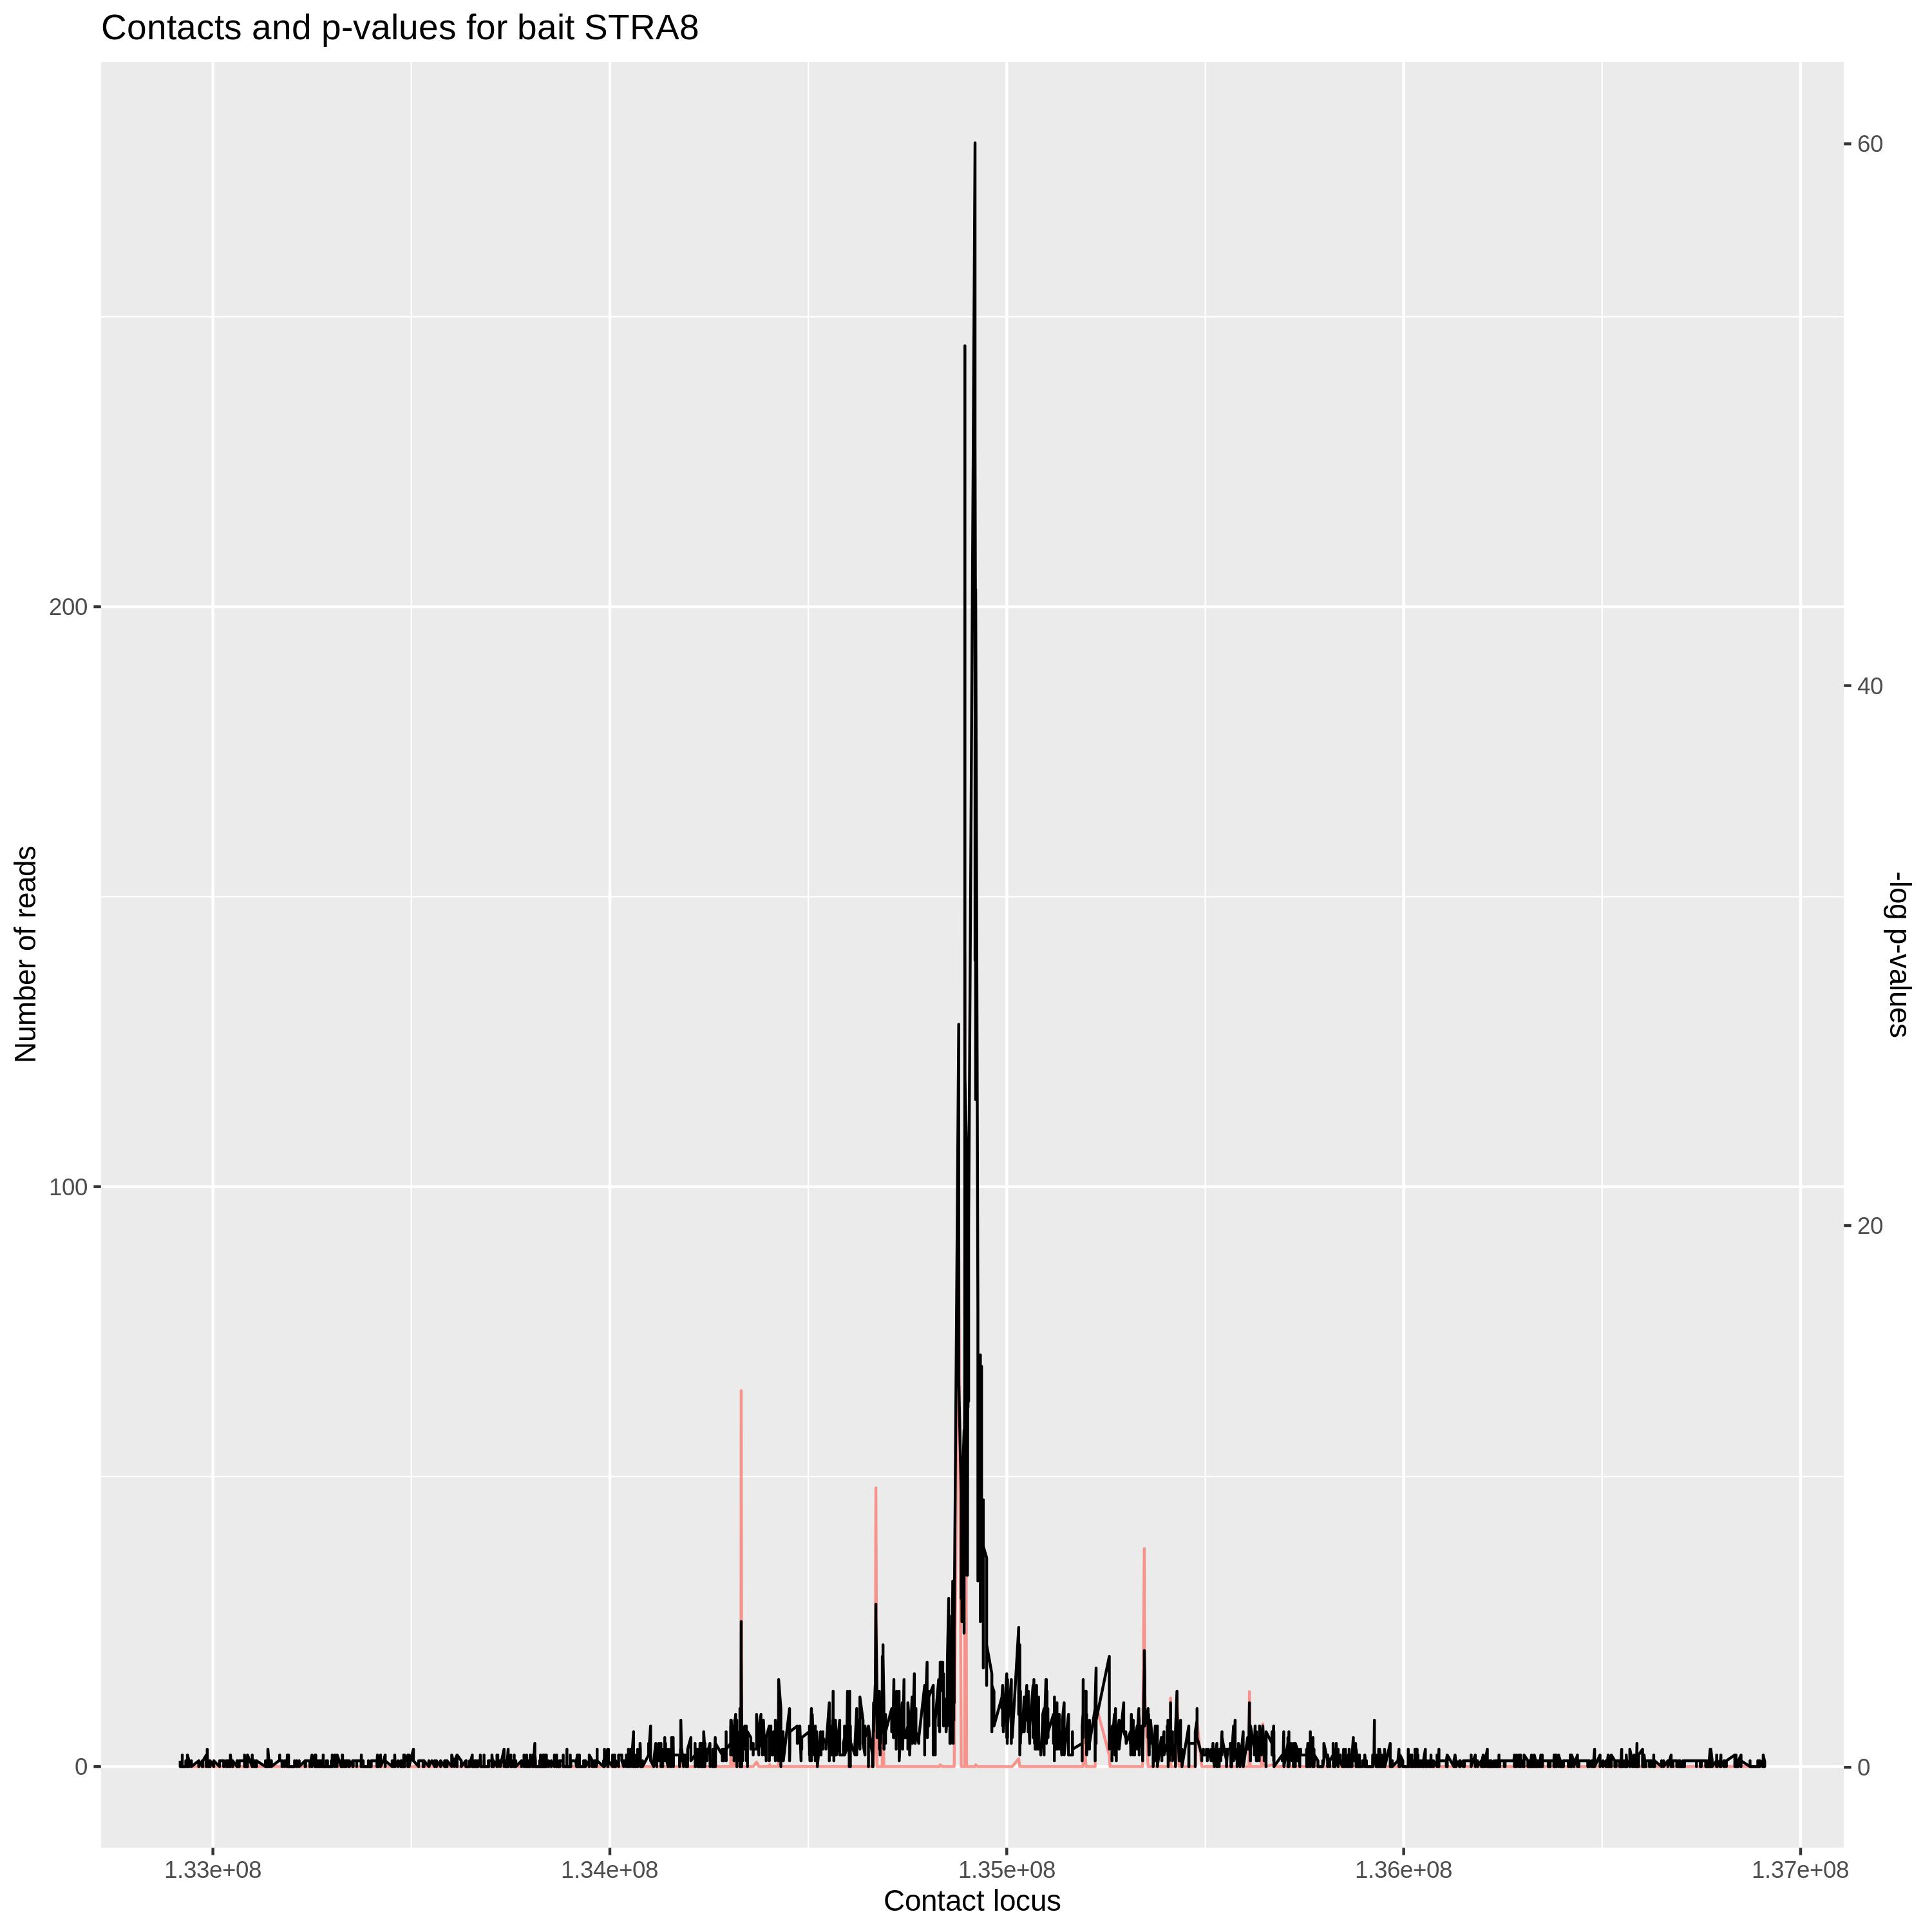 Contacts and p-values for bait STRA8
Number of reads
200
100
0
60
40
20
0
-log p-values
1.33e+08
1.34e+08
1.35e+08
1.36e+08
1.37e+08
Contact locus